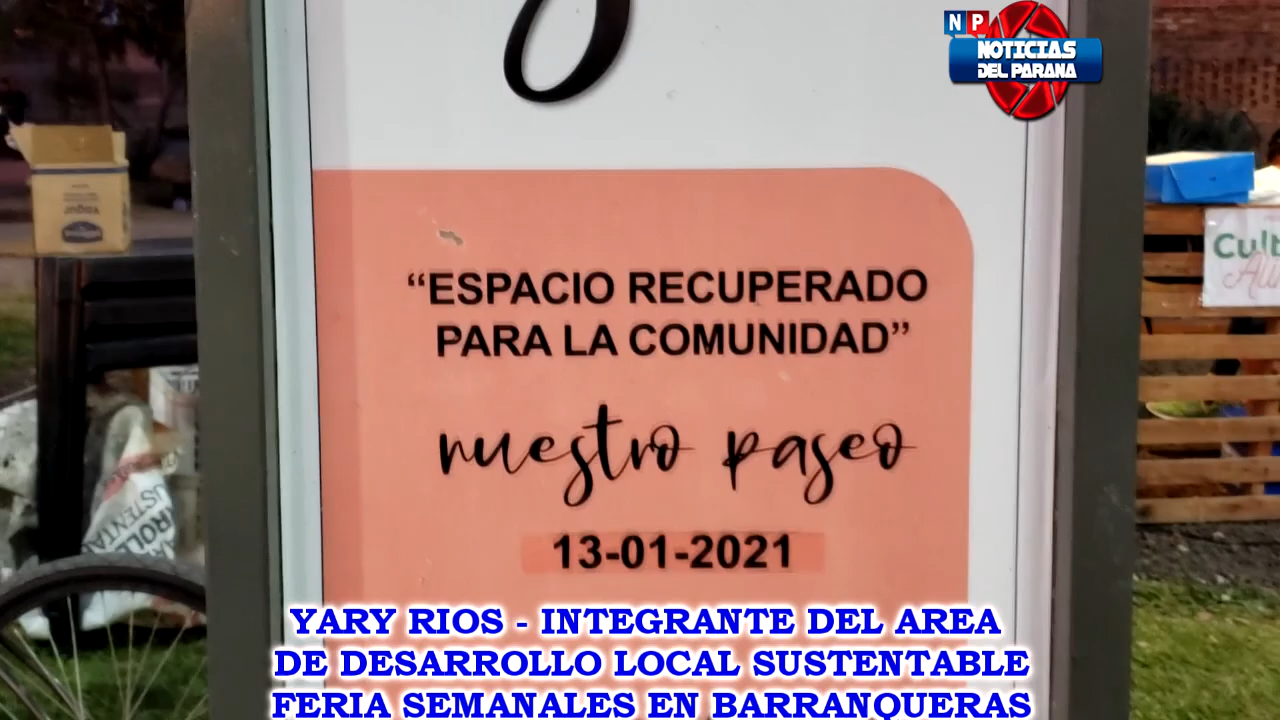 NP
NOTICIAS
DEL PARANA
“ESPACIO RECUPERADO
PARA LA COMUNIDAD”
nuestro paseo
13-01-2021
YARY RIOS - INTEGRANTE DEL AREA
DE DESARROLLO LOCAL SUSTENTABLE
FERIA SEMANALES EN BARRANQUERAS